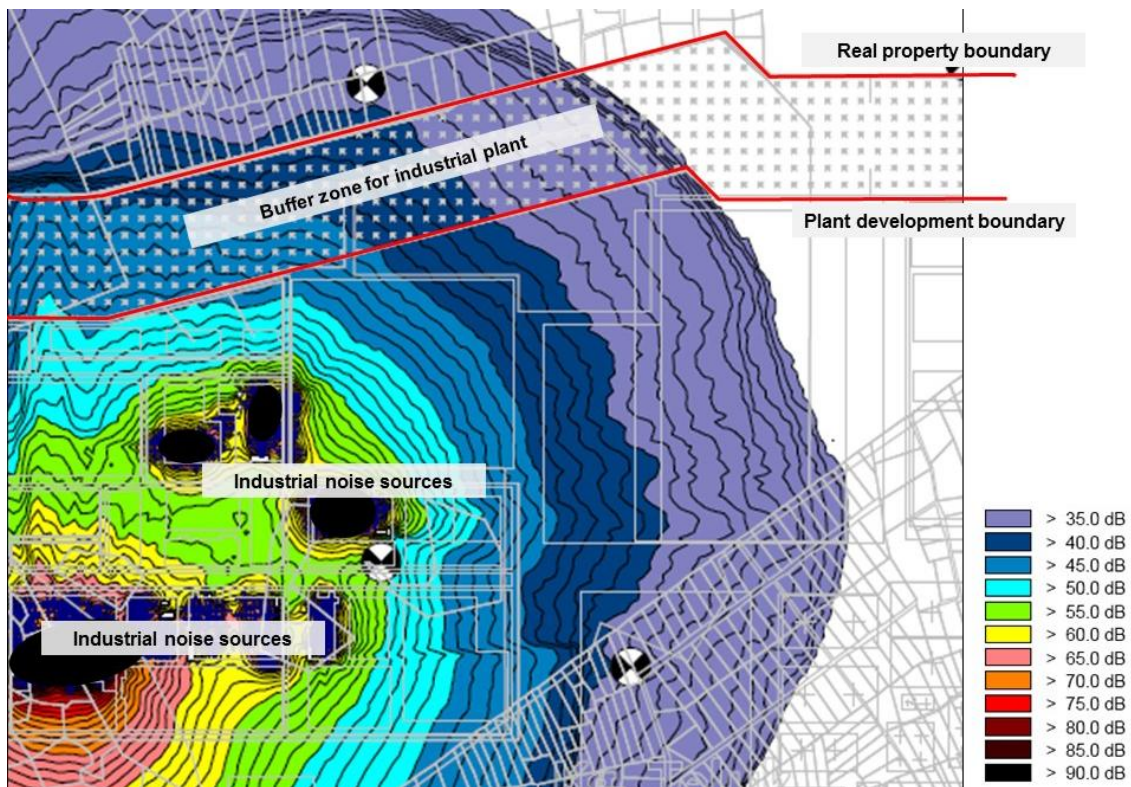 Real property boundary
Buffer zone for industrial plant
Plant development boundary
Industrial noise sources
Industrial noise sources
> 35.0 dB
> 40.0 dB
> 45.0 dB
> 50.0 dB
> 55.0 dB
> 60.0 dB
> 65.0 dB
> 70.0 dB
> 75.0 dB
> 80.0 dB
> 85.0 dB
> 90.0 dB